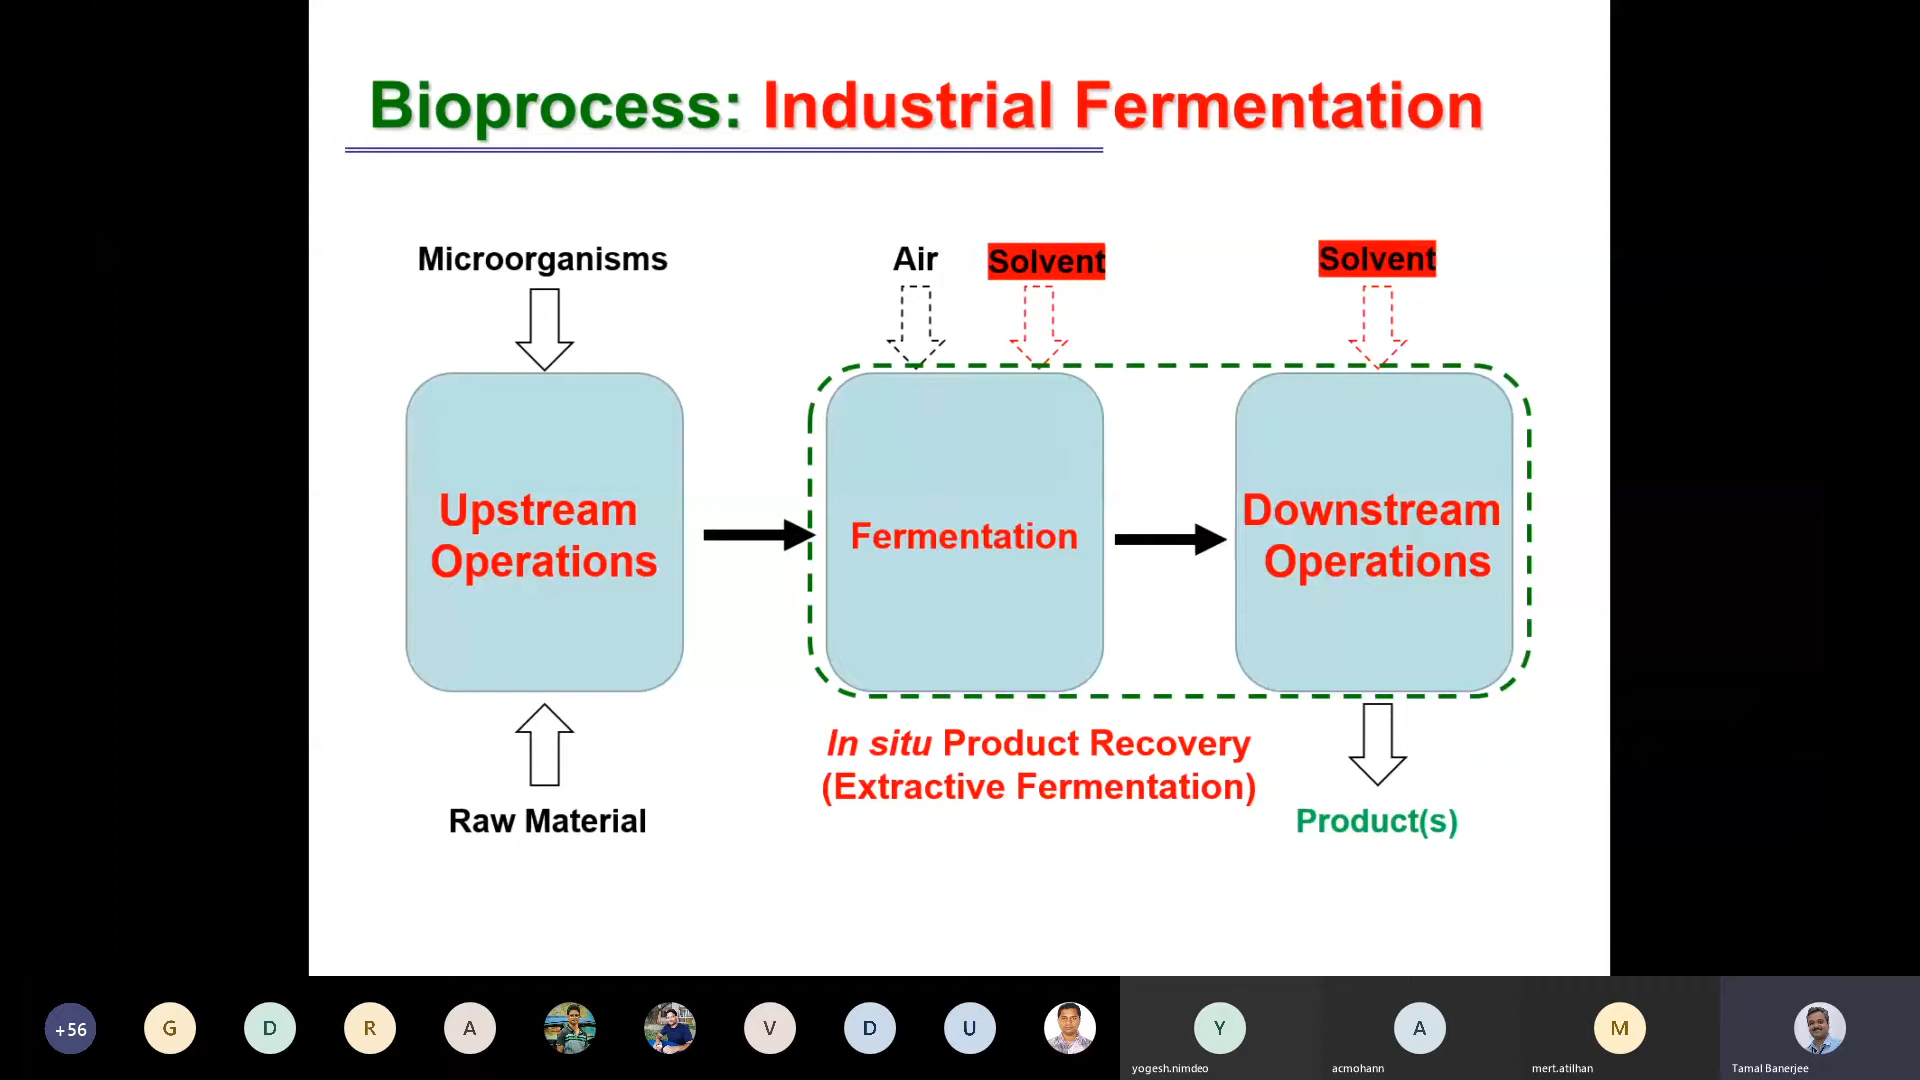 Bioprocess: Industrial Fermentation
Microorganisms
Air
Solvent
Solvent
Upstream
Operations
Fermentation
Downstream
Operations
In situ Product Recovery
(Extractive Fermentation)
Raw Material
Product(s)
+56
G
D
R
A
V
D
U
Y
A
M
yogesh.nimdeo
acmohann
mert.atilhan
Tamal Banerjee